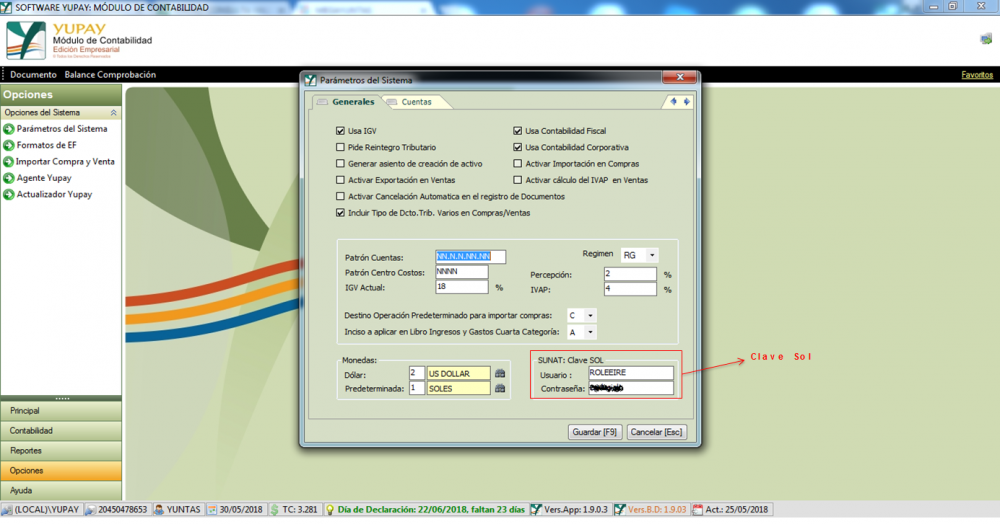 SOFTWARE YUPAY: MÓDULO DE CONTABILIDAD
YUPAY
Módulo de Contabilidad
Edición Empresarial
Documento Balance Comprobación Favoritos
Opciones
Opciones del Sistema
Parámetros del Sistema
Formatos de EF
Importar Compra y Venta
Agente Yupay
Actualizador Yupay
Parámetros del Sistema
Generales Cuentas
Usa IGV Usa Contabilidad Fiscal
Pide Reintegro Tributario Usa Contabilidad Corporativa
Generar asiento de creación de activo Activar Importación en Compras
Activar Exportación en Ventas Activar cálculo del IVAP en Ventas
Activar Cancelación Automatica en el registro de Documentos
Incluir Tipo de Dcto.Trib. Varios en Compras/Ventas
Patrón Cuentas: NN.N.N.NN.NN Regimen RG
Patrón Centro Costos: NNNN Percepción: 2 %
IGV Actual: 18 % IVAP: 4 %
Destino Operación Predeterminado para importar compras: C
Inciso a aplicar en Libro Ingresos y Gastos Cuarta Categoría: A
Monedas: SUNAT: Clave SOL
Dólar: 2 US DOLLAR Usuario : ROLEEIRE
Predeterminada: 1 SOLES Contraseña:
Clave Sol
Guardar [F9] Cancelar [Esc]
Principal
Contabilidad
Reportes
Opciones
Ayuda
(LOCAL)\YUPAY 20450478653 YUNTAS 30/05/2018 TC: 3.281 Día de Declaración: 22/06/2018, faltan 23 días Vers.App: 1.9.0.3 Vers.B.D: 1.9.03 Act.: 25/05/2018